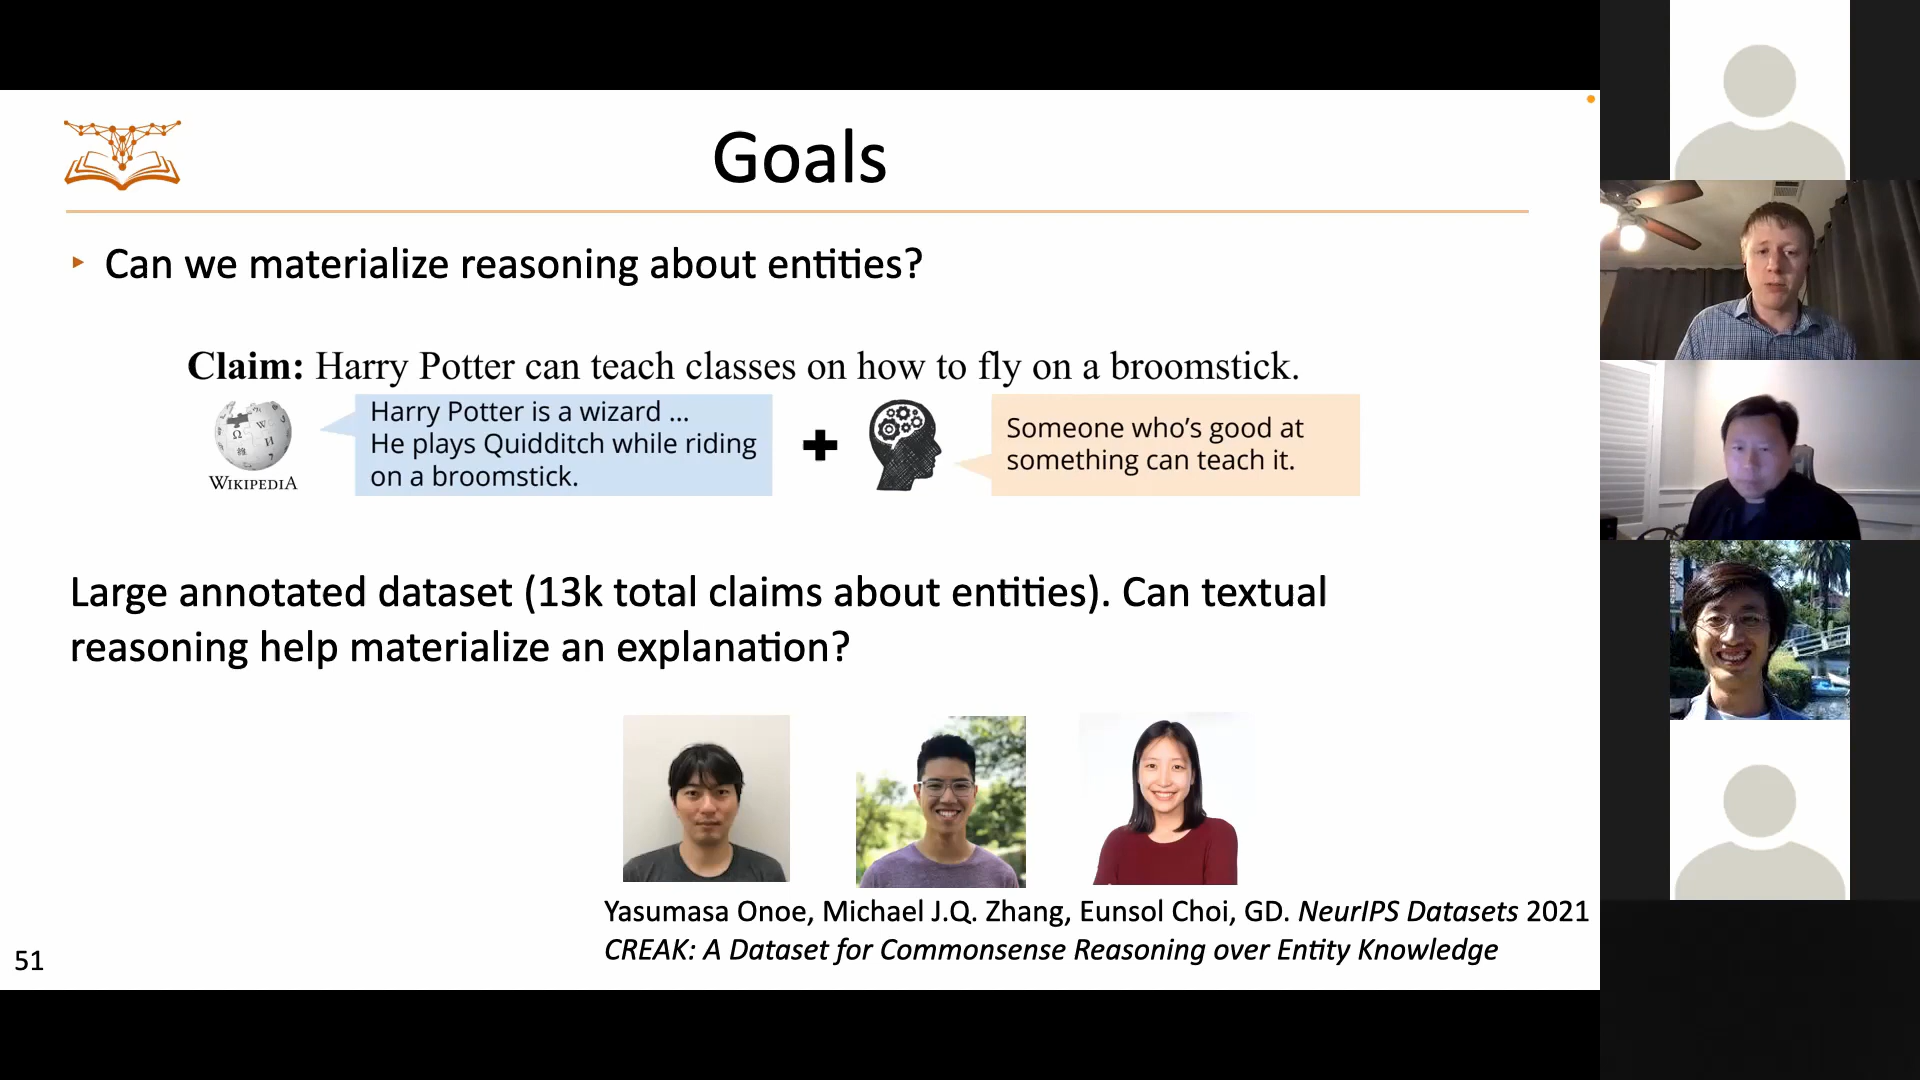 Goals
‣ Can we materialize reasoning about entities?
Claim: Harry Potter can teach classes on how to fly on a broomstick.
Harry Potter is a wizard ...
He plays Quidditch while riding
on a broomstick.
WIKIPEDIA
Someone who's good at
something can teach it.
Large annotated dataset (13k total claims about entities). Can textual
reasoning help materialize an explanation?
Yasumasa Onoe, Michael J.Q. Zhang, Eunsol Choi, GD. NeurIPS Datasets 2021
CREAK: A Dataset for Commonsense Reasoning over Entity Knowledge
51